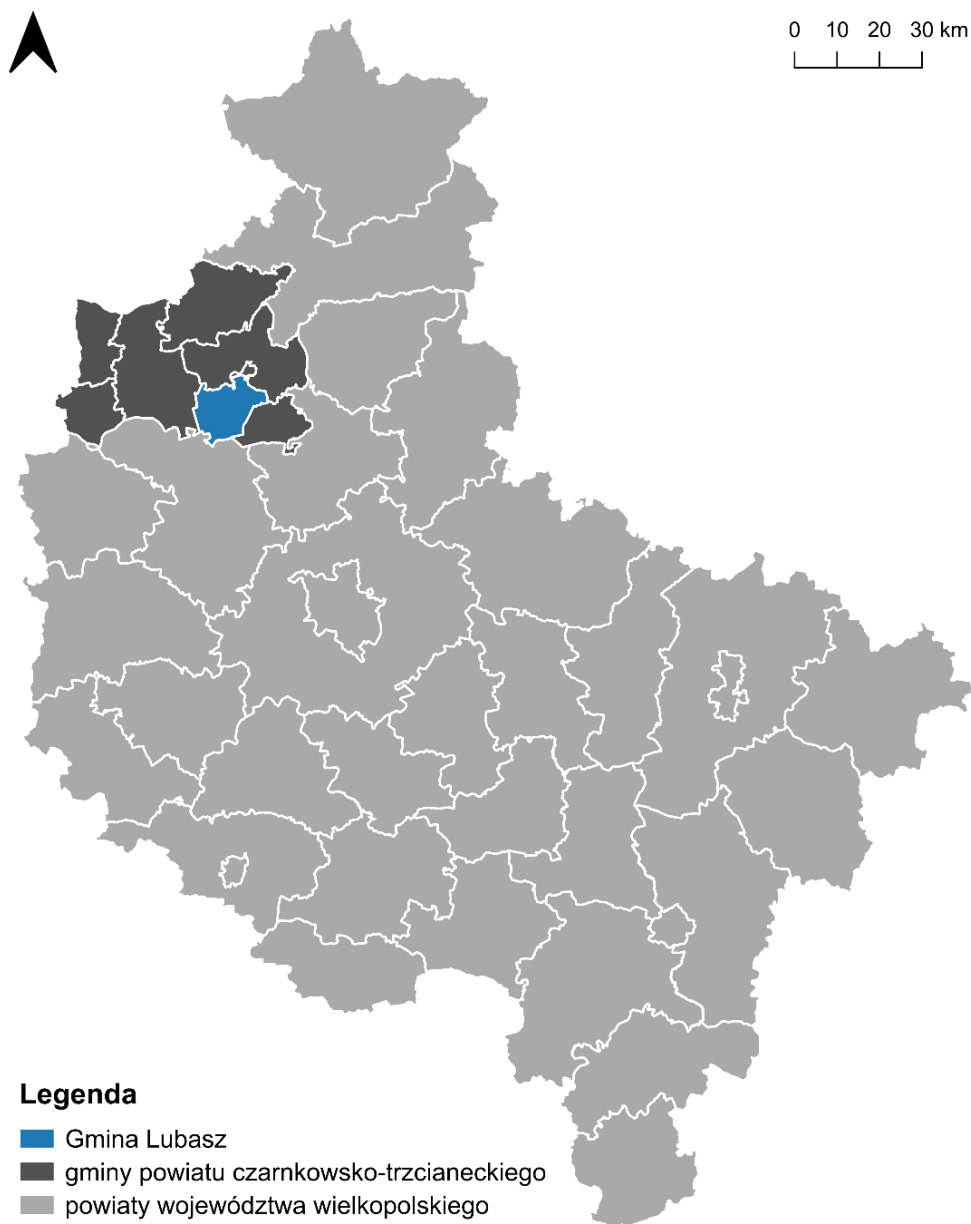 0 10 20 30 km
Legenda
Gmina Lubasz
gminy powiatu czarnkowsko-trzcianeckiego
powiaty województwa wielkopolskiego